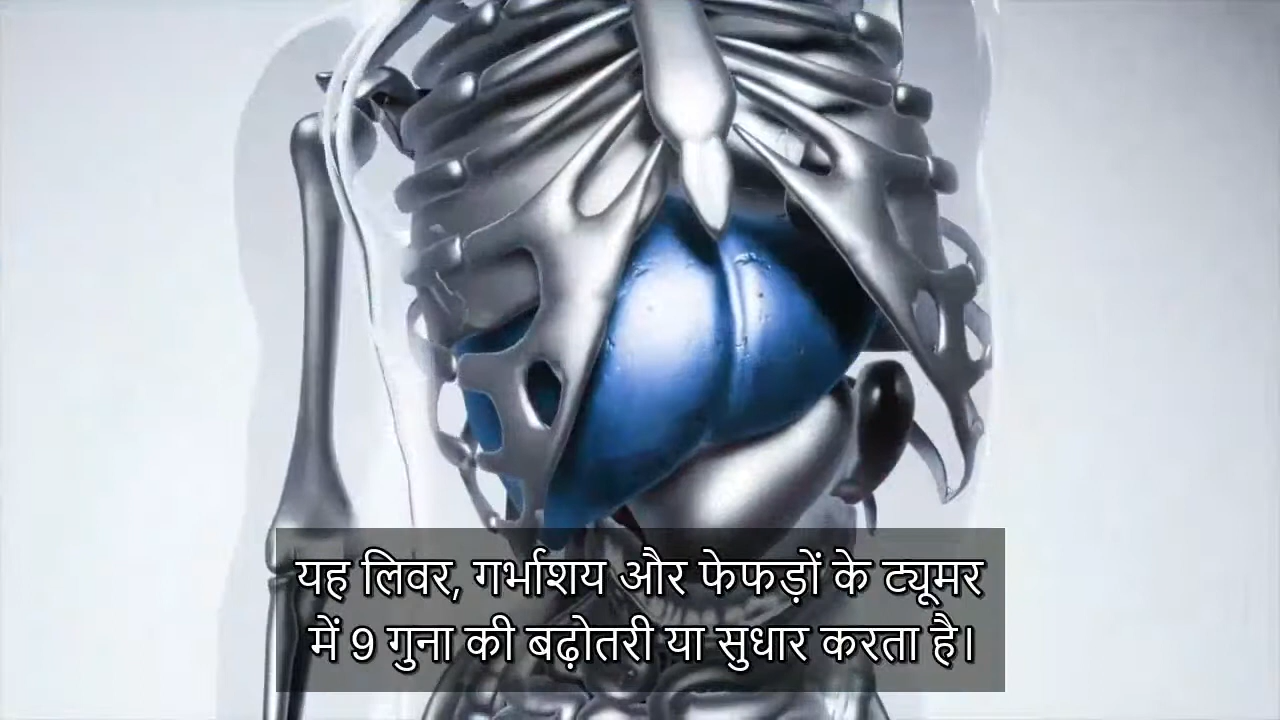 यह लिवर, गर्भाशय और फेफड़ों के ट्यूमर
में 9 गुना की बढ़ोतरी या सुधार करता है।